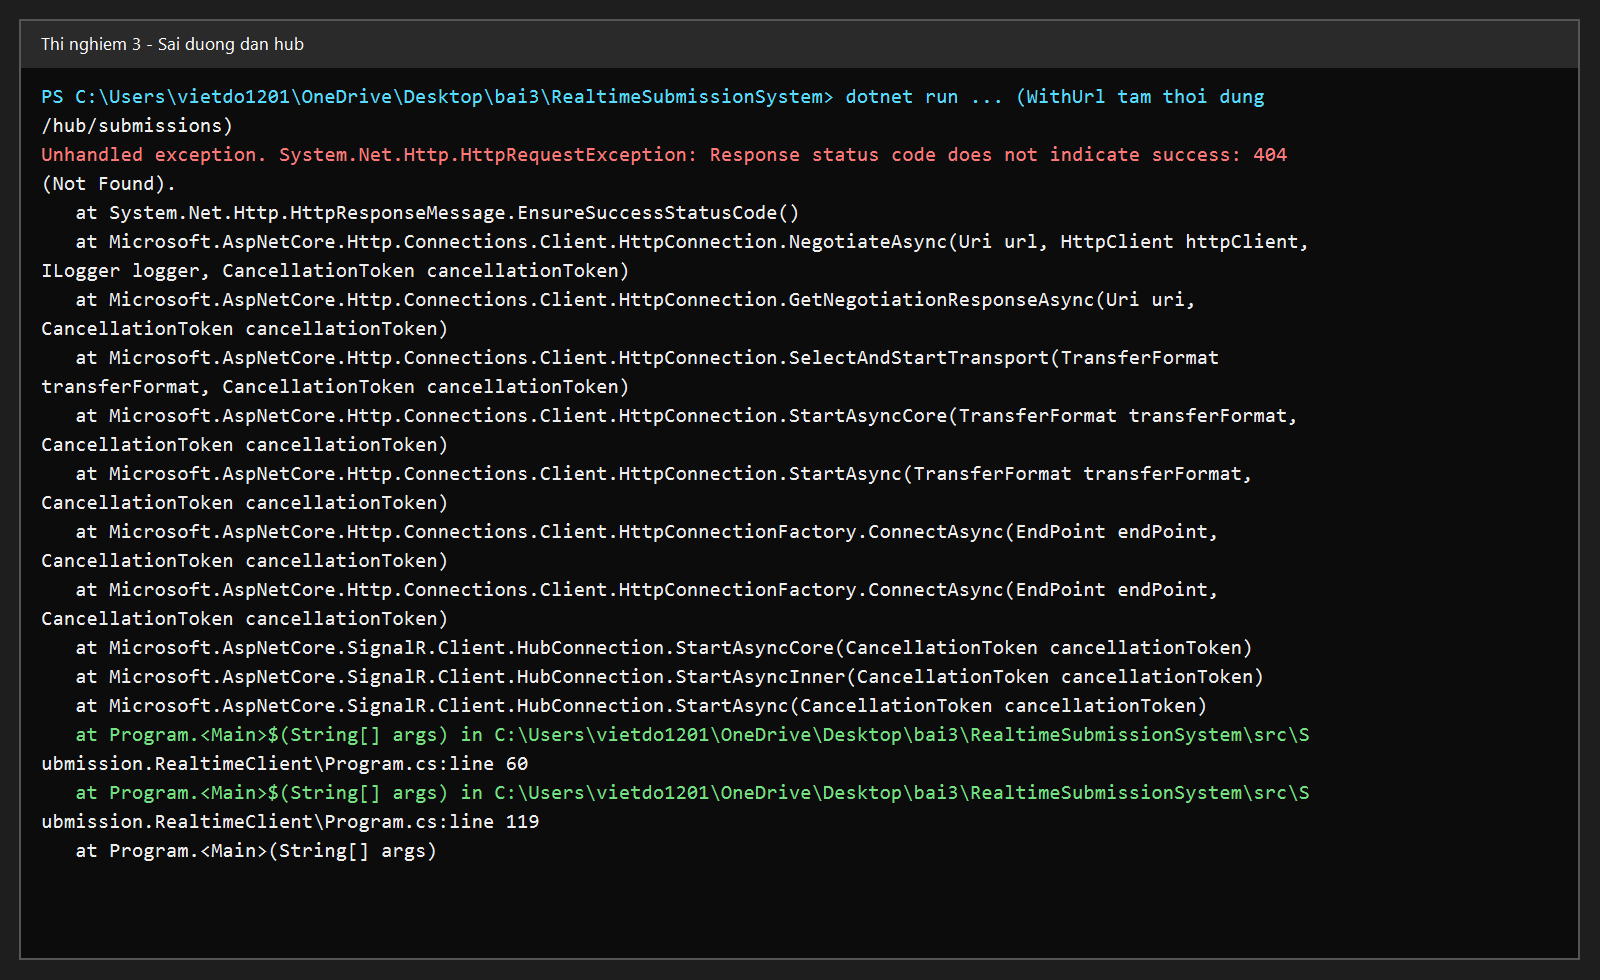 Thi nghiem 3 - Sai duong dan hub
PS C:\Users\vietdo1201\OneDrive\Desktop\bai3\RealtimeSubmissionSystem> dotnet run ... (WithUrl tam thoi dung
/hub/submissions)
Unhandled exception. System.Net.Http.HttpRequestException: Response status code does not indicate success: 404
(Not Found).
   at System.Net.Http.HttpResponseMessage.EnsureSuccessStatusCode()
   at Microsoft.AspNetCore.Http.Connections.Client.HttpConnection.NegotiateAsync(Uri url, HttpClient httpClient,
ILogger logger, CancellationToken cancellationToken)
   at Microsoft.AspNetCore.Http.Connections.Client.HttpConnection.GetNegotiationResponseAsync(Uri uri,
CancellationToken cancellationToken)
   at Microsoft.AspNetCore.Http.Connections.Client.HttpConnection.SelectAndStartTransport(TransferFormat
transferFormat, CancellationToken cancellationToken)
   at Microsoft.AspNetCore.Http.Connections.Client.HttpConnection.StartAsyncCore(TransferFormat transferFormat,
CancellationToken cancellationToken)
   at Microsoft.AspNetCore.Http.Connections.Client.HttpConnection.StartAsync(TransferFormat transferFormat,
CancellationToken cancellationToken)
   at Microsoft.AspNetCore.Http.Connections.Client.HttpConnectionFactory.ConnectAsync(EndPoint endPoint,
CancellationToken cancellationToken)
   at Microsoft.AspNetCore.Http.Connections.Client.HttpConnectionFactory.ConnectAsync(EndPoint endPoint,
CancellationToken cancellationToken)
   at Microsoft.AspNetCore.SignalR.Client.HubConnection.StartAsyncCore(CancellationToken cancellationToken)
   at Microsoft.AspNetCore.SignalR.Client.HubConnection.StartAsyncInner(CancellationToken cancellationToken)
   at Microsoft.AspNetCore.SignalR.Client.HubConnection.StartAsync(CancellationToken cancellationToken)
   at Program.<Main>$(String[] args) in C:\Users\vietdo1201\OneDrive\Desktop\bai3\RealtimeSubmissionSystem\src\S
ubmission.RealtimeClient\Program.cs:line 60
   at Program.<Main>$(String[] args) in C:\Users\vietdo1201\OneDrive\Desktop\bai3\RealtimeSubmissionSystem\src\S
ubmission.RealtimeClient\Program.cs:line 119
   at Program.<Main>(String[] args)